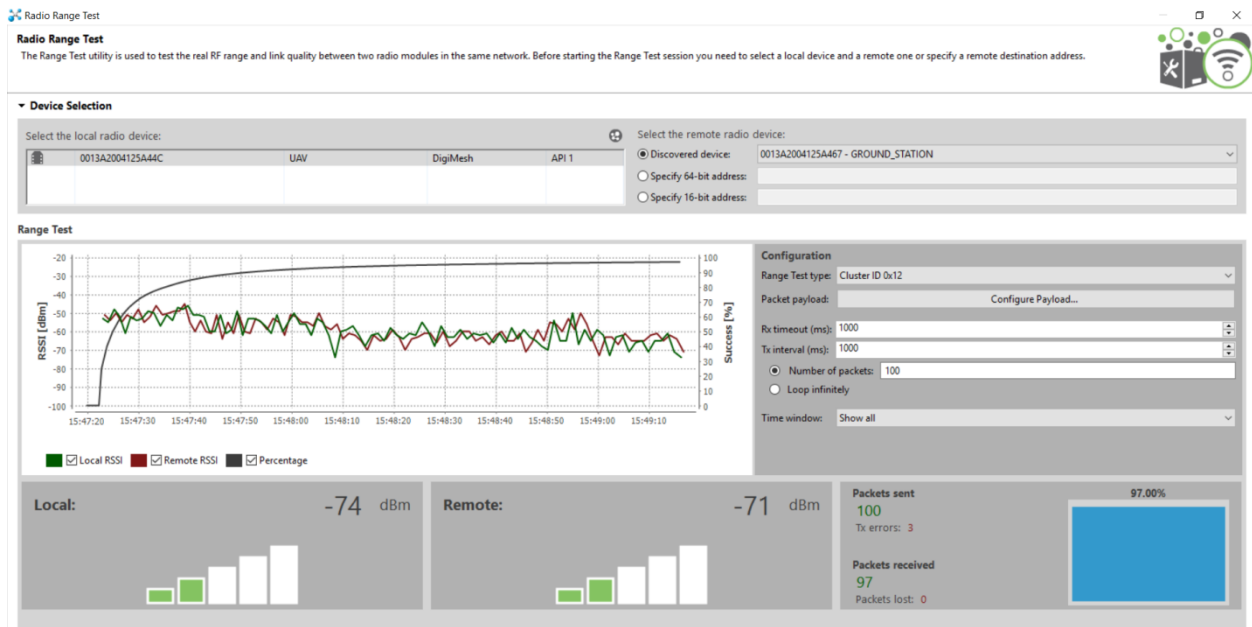 Radio Range Test
Radio Range Test
The Range Test utility is used to test the real RF range and link quality between two radio modules in the same network. Before starting the Range Test session you need to select a local device and a remote one or specify a remote destination address.
Device Selection
Select the local radio device:
0013A2004125A44C UAV DigiMesh API 1
Select the remote radio device:
Discovered device: 0013A2004125A467 - GROUND_STATION
Specify 64-bit address:
Specify 16-bit address:
Range Test
RSSI [dBm]
-20
-30
-40
-50
-60
-70
-80
-90
-100
100
90
80
70
60
50
40
30
20
10
0
Success [%]
15:47:20 15:47:30 15:47:40 15:47:50 15:48:00 15:48:10 15:48:20 15:48:30 15:48:40 15:48:50 15:49:00 15:49:10
Local RSSI Remote RSSI Percentage
Configuration
Range Test type: Cluster ID 0x12
Packet payload: Configure Payload...
Rx timeout (ms): 1000
Tx interval (ms): 1000
Number of packets: 100
Loop infinitely
Time window: Show all
Local: -74 dBm
Remote: -71 dBm
Packets sent
100
Tx errors: 3
Packets received
97
Packets lost: 0
97.00%